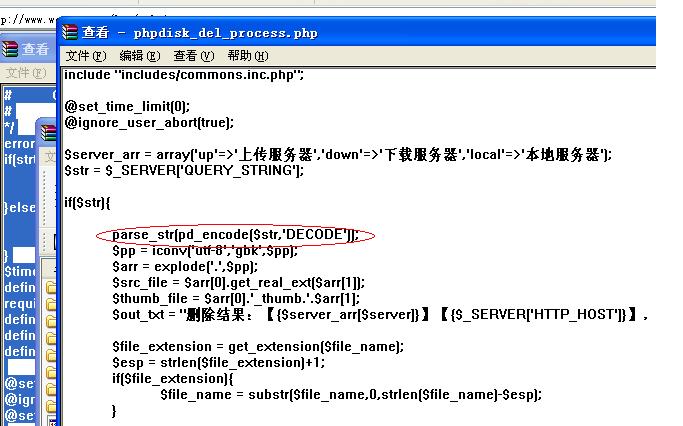 p://www.w
查看 - phpdisk_del_process.php
文件(F) 编辑(E) 查看(V) 帮助(H)
include "includes/commons.inc.php";
@set_time_limit(0);
@ignore_user_abort(true);
$server_arr = array('up'=>'上传服务器','down'=>'下载服务器','local'=>'本地服务器');
$str = $_SERVER['QUERY_STRING'];
if($str){
parse_str(pd_encode($str,'DECODE'));
$pp = iconv('utf-8','gbk',$pp);
$arr = explode('.',$pp);
$src_file = $arr[0].get_real_ext($arr[1]);
$thumb_file = $arr[0].'_thumb.'.$arr[1];
$out_txt = "删除结果：【{$server_arr[$server]}】【{$_SERVER['HTTP_HOST']}】，
$file_extension = get_extension($file_name);
$esp = strlen($file_extension)+1;
if($file_extension){
$file_name = substr($file_name,0,strlen($file_name)-$esp);
}
查看
文件(F)
#
#
*/
error
if(strt
}else
}
$time
defin
requir
defin
defin
defin
@set
@ign
@set